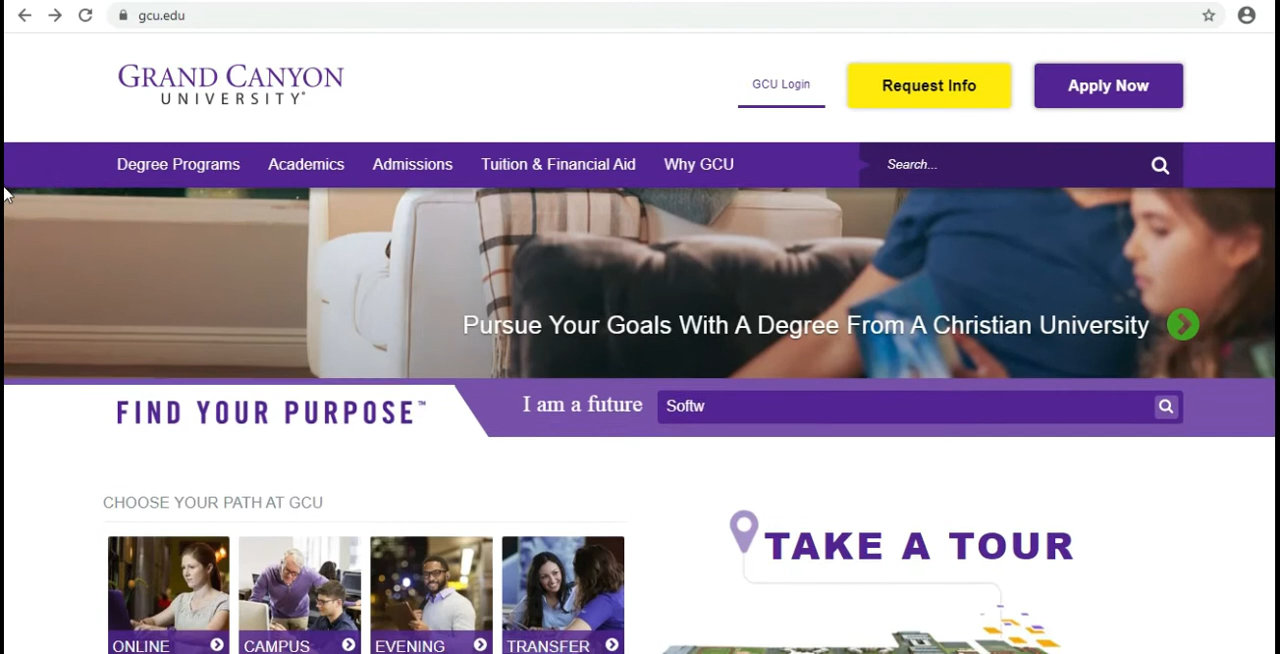 gcu.edu
GRAND CANYON
UNIVERSITY
GCU Login
Request Info
Apply Now
Degree Programs Academics Admissions Tuition & Financial Aid Why GCU Search...
Pursue Your Goals With A Degree From A Christian University
FIND YOUR PURPOSE™
I am a future Softw
CHOOSE YOUR PATH AT GCU
TAKE A TOUR
ONLINE CAMPUS EVENING TRANSFER